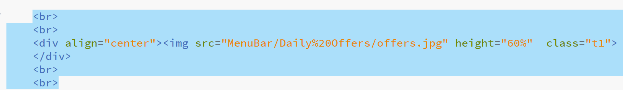 <br>
<br>
<div align="center"><img src="MenuBar/Daily%20Offers/offers.jpg" height="60%"  class="t1">
</div>
<br>
<br>